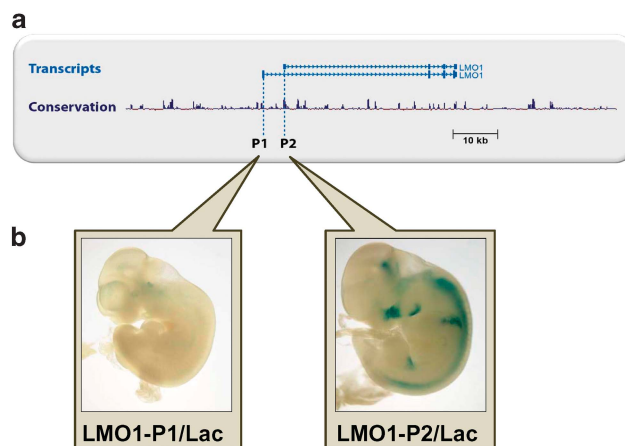 a
Transcripts
LMO1
LMO1
Conservation
P1 P2
10 kb
b
LMO1-P1/Lac
LMO1-P2/Lac